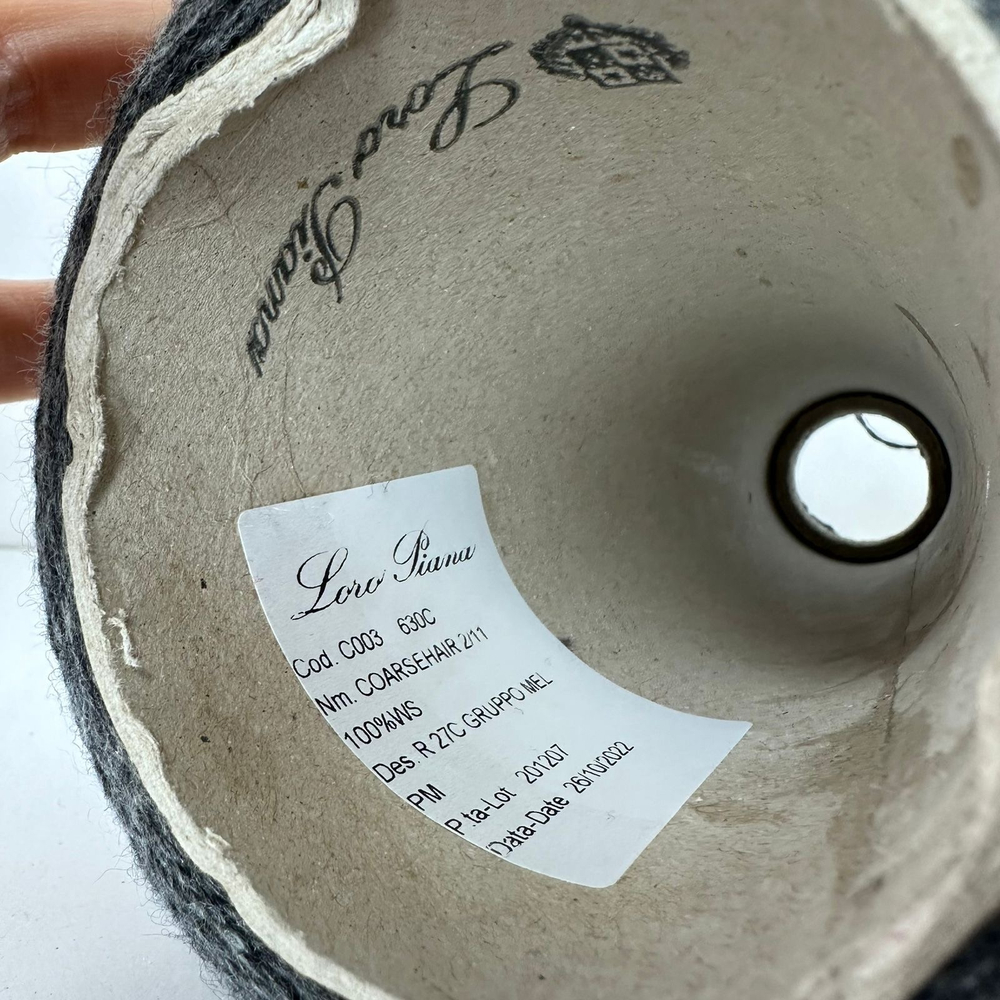 Loro Piana
Loro Piana
Cod. C003 630C
Nm. COARSEHAIR 2/11
100%WS
Des. R 27C GRUPPO MEL
PM
P.ta-Lot 201207
Data-Date 26/10/2022